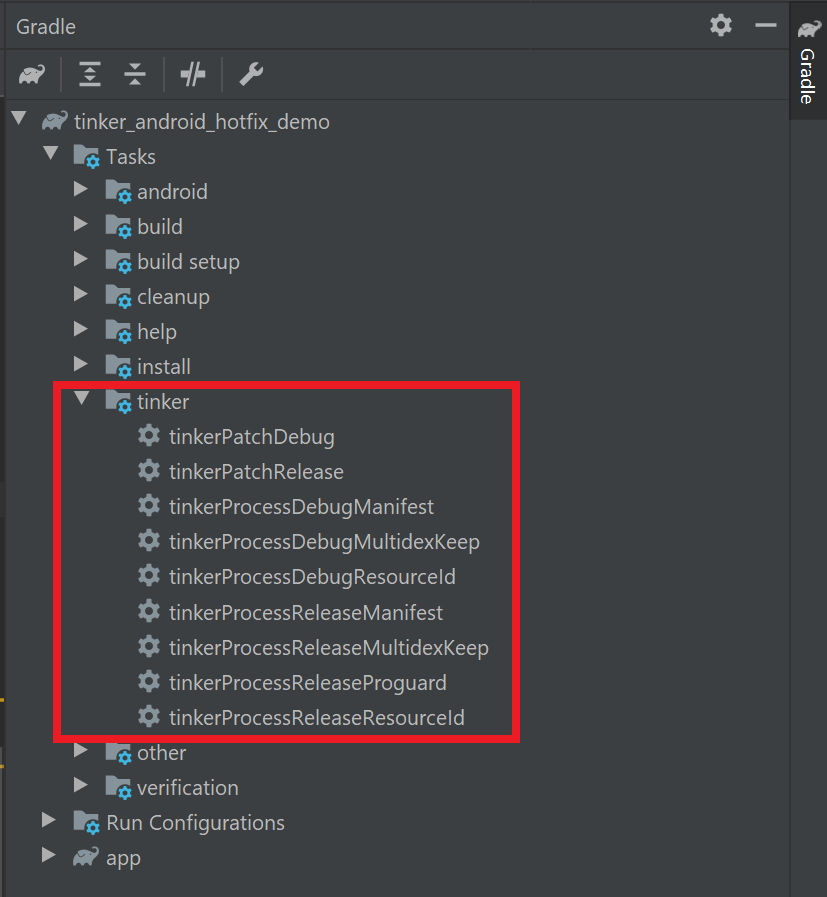 Gradle
Gradle
tinker_android_hotfix_demo
Tasks
android
build
build setup
cleanup
help
install
tinker
tinkerPatchDebug
tinkerPatchRelease
tinkerProcessDebugManifest
tinkerProcessDebugMultidexKeep
tinkerProcessDebugResourceId
tinkerProcessReleaseManifest
tinkerProcessReleaseMultidexKeep
tinkerProcessReleaseProguard
tinkerProcessReleaseResourceId
other
verification
Run Configurations
app